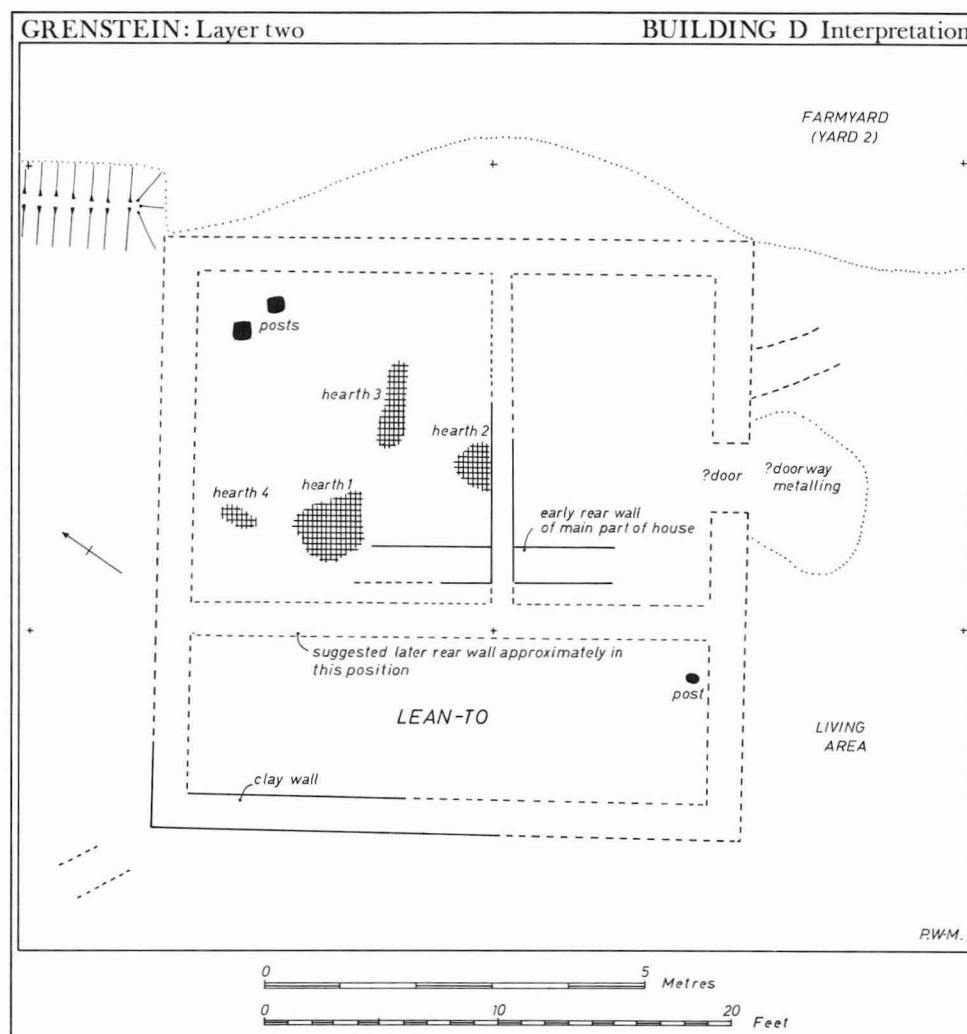 GRENSTEIN: Layer two
BUILDING D Interpretation
FARMYARD
(YARD 2)
posts
hearth 3
hearth 2
?door
?doorway
metalling
hearth 4
hearth 1
early rear wall
of main part of house
suggested later rear wall approximately in
this position
post
LEAN-TO
LIVING
AREA
clay wall
P.W-M.
0
5
Metres
0
10
20
Feet